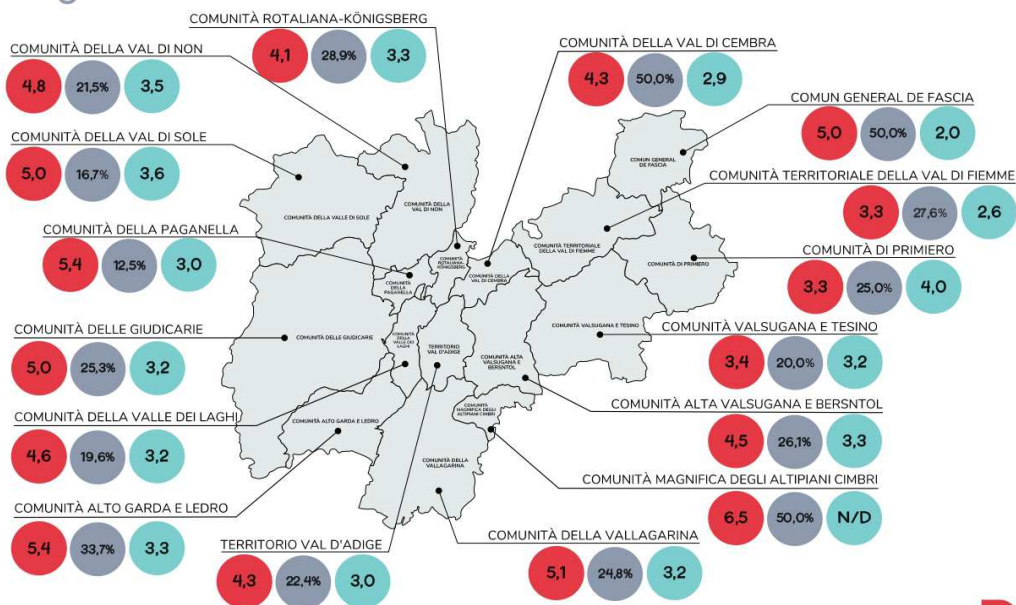 COMUNITÀ ROTALIANA-KÖNIGSBERG
4,1 28,9% 3,3
COMUNITÀ DELLA VAL DI NON
4,8 21,5% 3,5
COMUNITÀ DELLA VAL DI SOLE
5,0 16,7% 3,6
COMUNITÀ DELLA PAGANELLA
5,4 12,5% 3,0
COMUNITÀ DELLE GIUDICARIE
5,0 25,3% 3,2
COMUNITÀ DELLA VALLE DEI LAGHI
4,6 19,6% 3,2
COMUNITÀ ALTO GARDA E LEDRO
5,4 33,7% 3,3
TERRITORIO VAL D'ADIGE
4,3 22,4% 3,0
COMUNITÀ DELLA VAL DI CEMBRA
4,3 50,0% 2,9
COMUN GENERAL DE FASCIA
5,0 50,0% 2,0
COMUNITÀ TERRITORIALE DELLA VAL DI FIEMME
3,3 27,6% 2,6
COMUNITÀ DI PRIMIERO
3,3 25,0% 4,0
COMUNITÀ VALSUGANA E TESINO
3,4 20,0% 3,2
COMUNITÀ ALTA VALSUGANA E BERSNTOL
4,5 26,1% 3,3
COMUNITÀ MAGNIFICA DEGLI ALTIPIANI CIMBRI
6,5 50,0% N/D
COMUNITÀ DELLA VALLAGARINA
5,1 24,8% 3,2
COMUN GENERAL
DE FASCIA
COMUNITÀ DELLA VALLE DI SOLE
COMUNITÀ DELLA
VAL DI NON
COMUNITÀ TERRITORIALE
DELLA VAL DI FIEMME
COMUNITÀ DI PRIMIERO
COMUNITÀ
ROTALIANA-
KÖNIGSBERG
COMUNITÀ DELLA
VAL DI CEMBRA
COMUNITÀ
DELLA
PAGANELLA
COMUNITÀ VALSUGANA E TESINO
COMUNITÀ DELLE GIUDICARIE
COMUNITÀ
DELLA
VALLE DEI
LAGHI
TERRITORIO
VAL D'ADIGE
COMUNITÀ ALTA
VALSUGANA E
BERSNTOL
COMUNITÀ
MAGNIFICA DEGLI
ALTIPIANI CIMBRI
COMUNITÀ ALTO GARDA E LEDRO
COMUNITÀ DELLA
VALLAGARINA